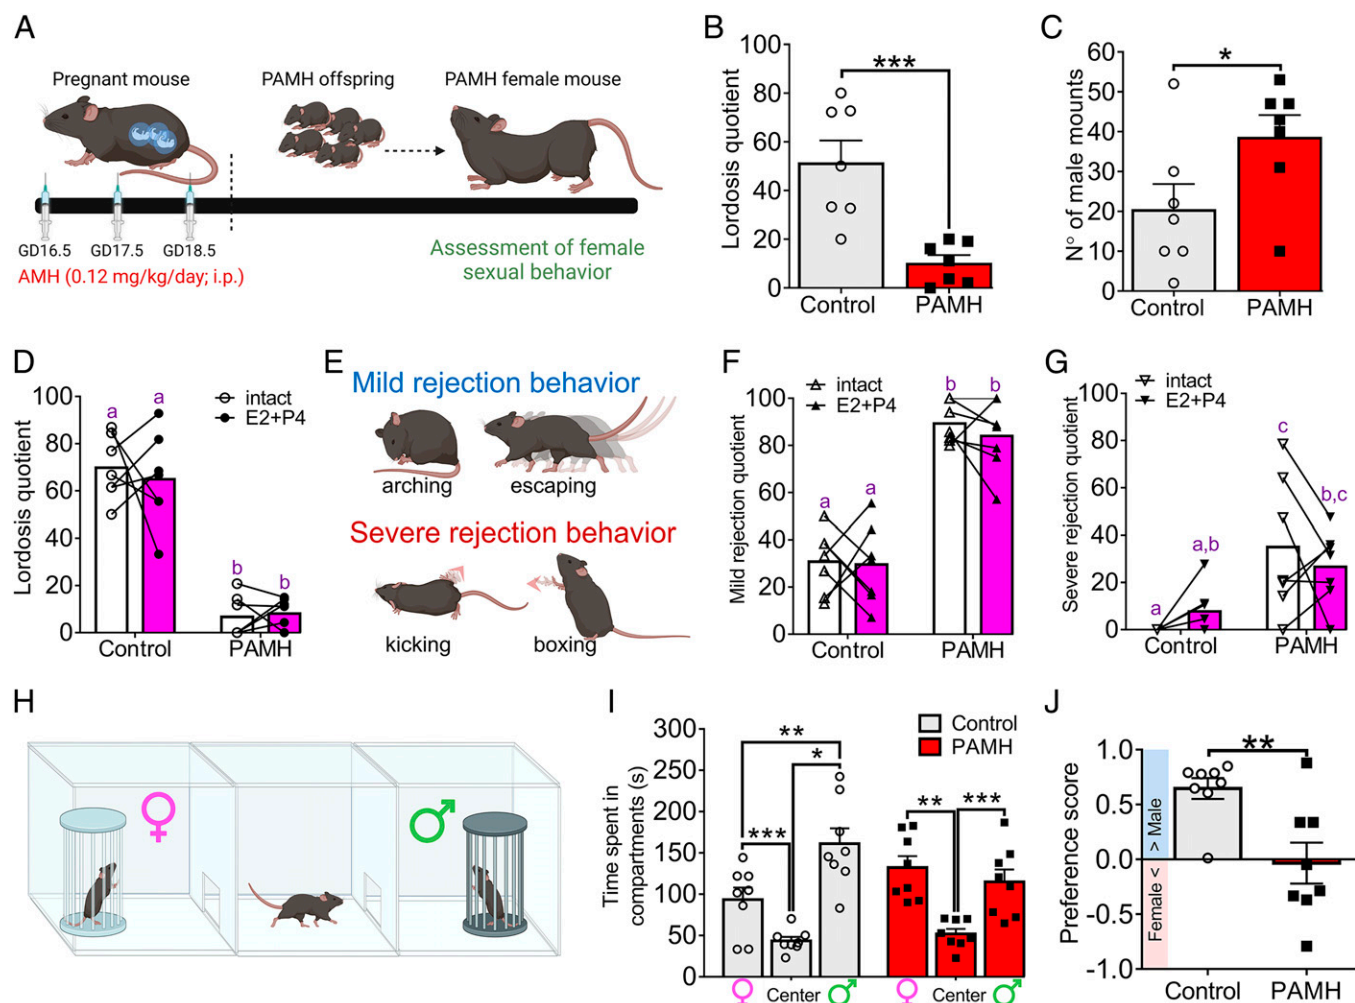 A
Pregnant mouse
PAMH offspring
PAMH female mouse
GD16.5
GD17.5
GD18.5
AMH (0.12 mg/kg/day; i.p.)
Assessment of female
sexual behavior
B
Lordosis quotient
100
80
60
40
20
0
***
Control
PAMH
C
N° of male mounts
60
50
40
30
20
10
0
*
Control
PAMH
D
Lordosis quotient
100
80
60
40
20
0
intact
E2+P4
a
a
b
b
Control
PAMH
E
Mild rejection behavior
arching
escaping
Severe rejection behavior
kicking
boxing
F
Mild rejection quotient
100
80
60
40
20
0
intact
E2+P4
a
a
b
b
Control
PAMH
G
Severe rejection quotient
100
80
60
40
20
0
intact
E2+P4
a
a,b
c
b,c
Control
PAMH
H
♀
♂
I
Time spent in
compartments (s)
300
250
200
150
100
50
0
Control
PAMH
**
*
***
**
***
♀
Center
♂
♀
Center
♂
J
Preference score
Female < > Male
1.0
0.5
0.0
-0.5
-1.0
**
Control
PAMH